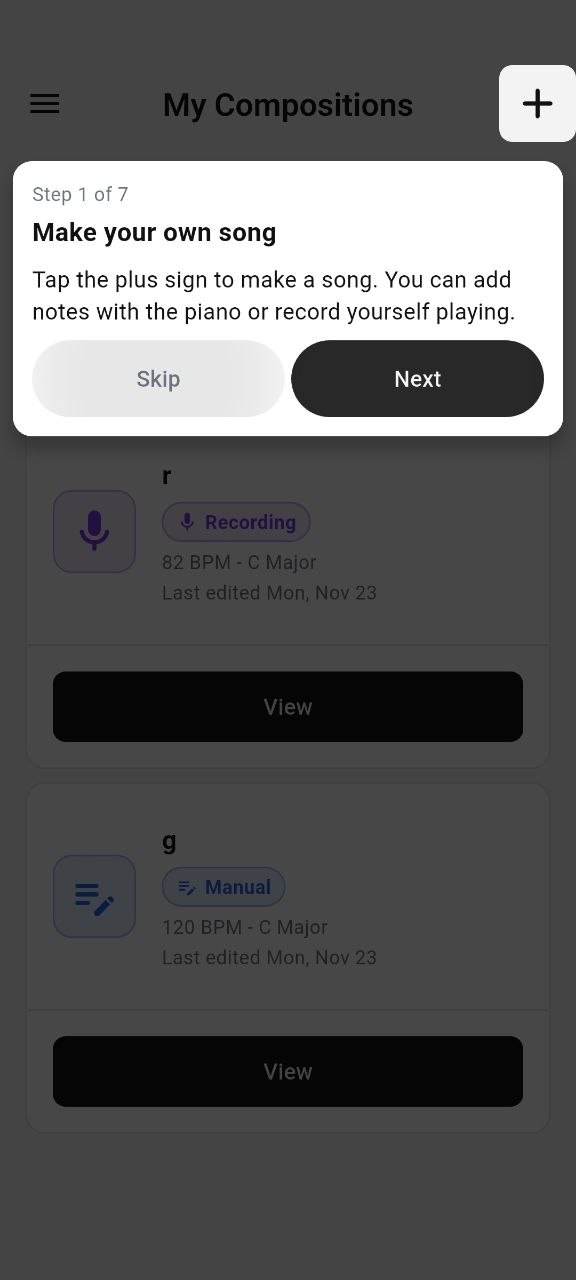 My Compositions
Step 1 of 7
Make your own song
Tap the plus sign to make a song. You can add
notes with the piano or record yourself playing.
Skip
Next
r
Recording
82 BPM - C Major
Last edited Mon, Nov 23
View
g
Manual
120 BPM - C Major
Last edited Mon, Nov 23
View